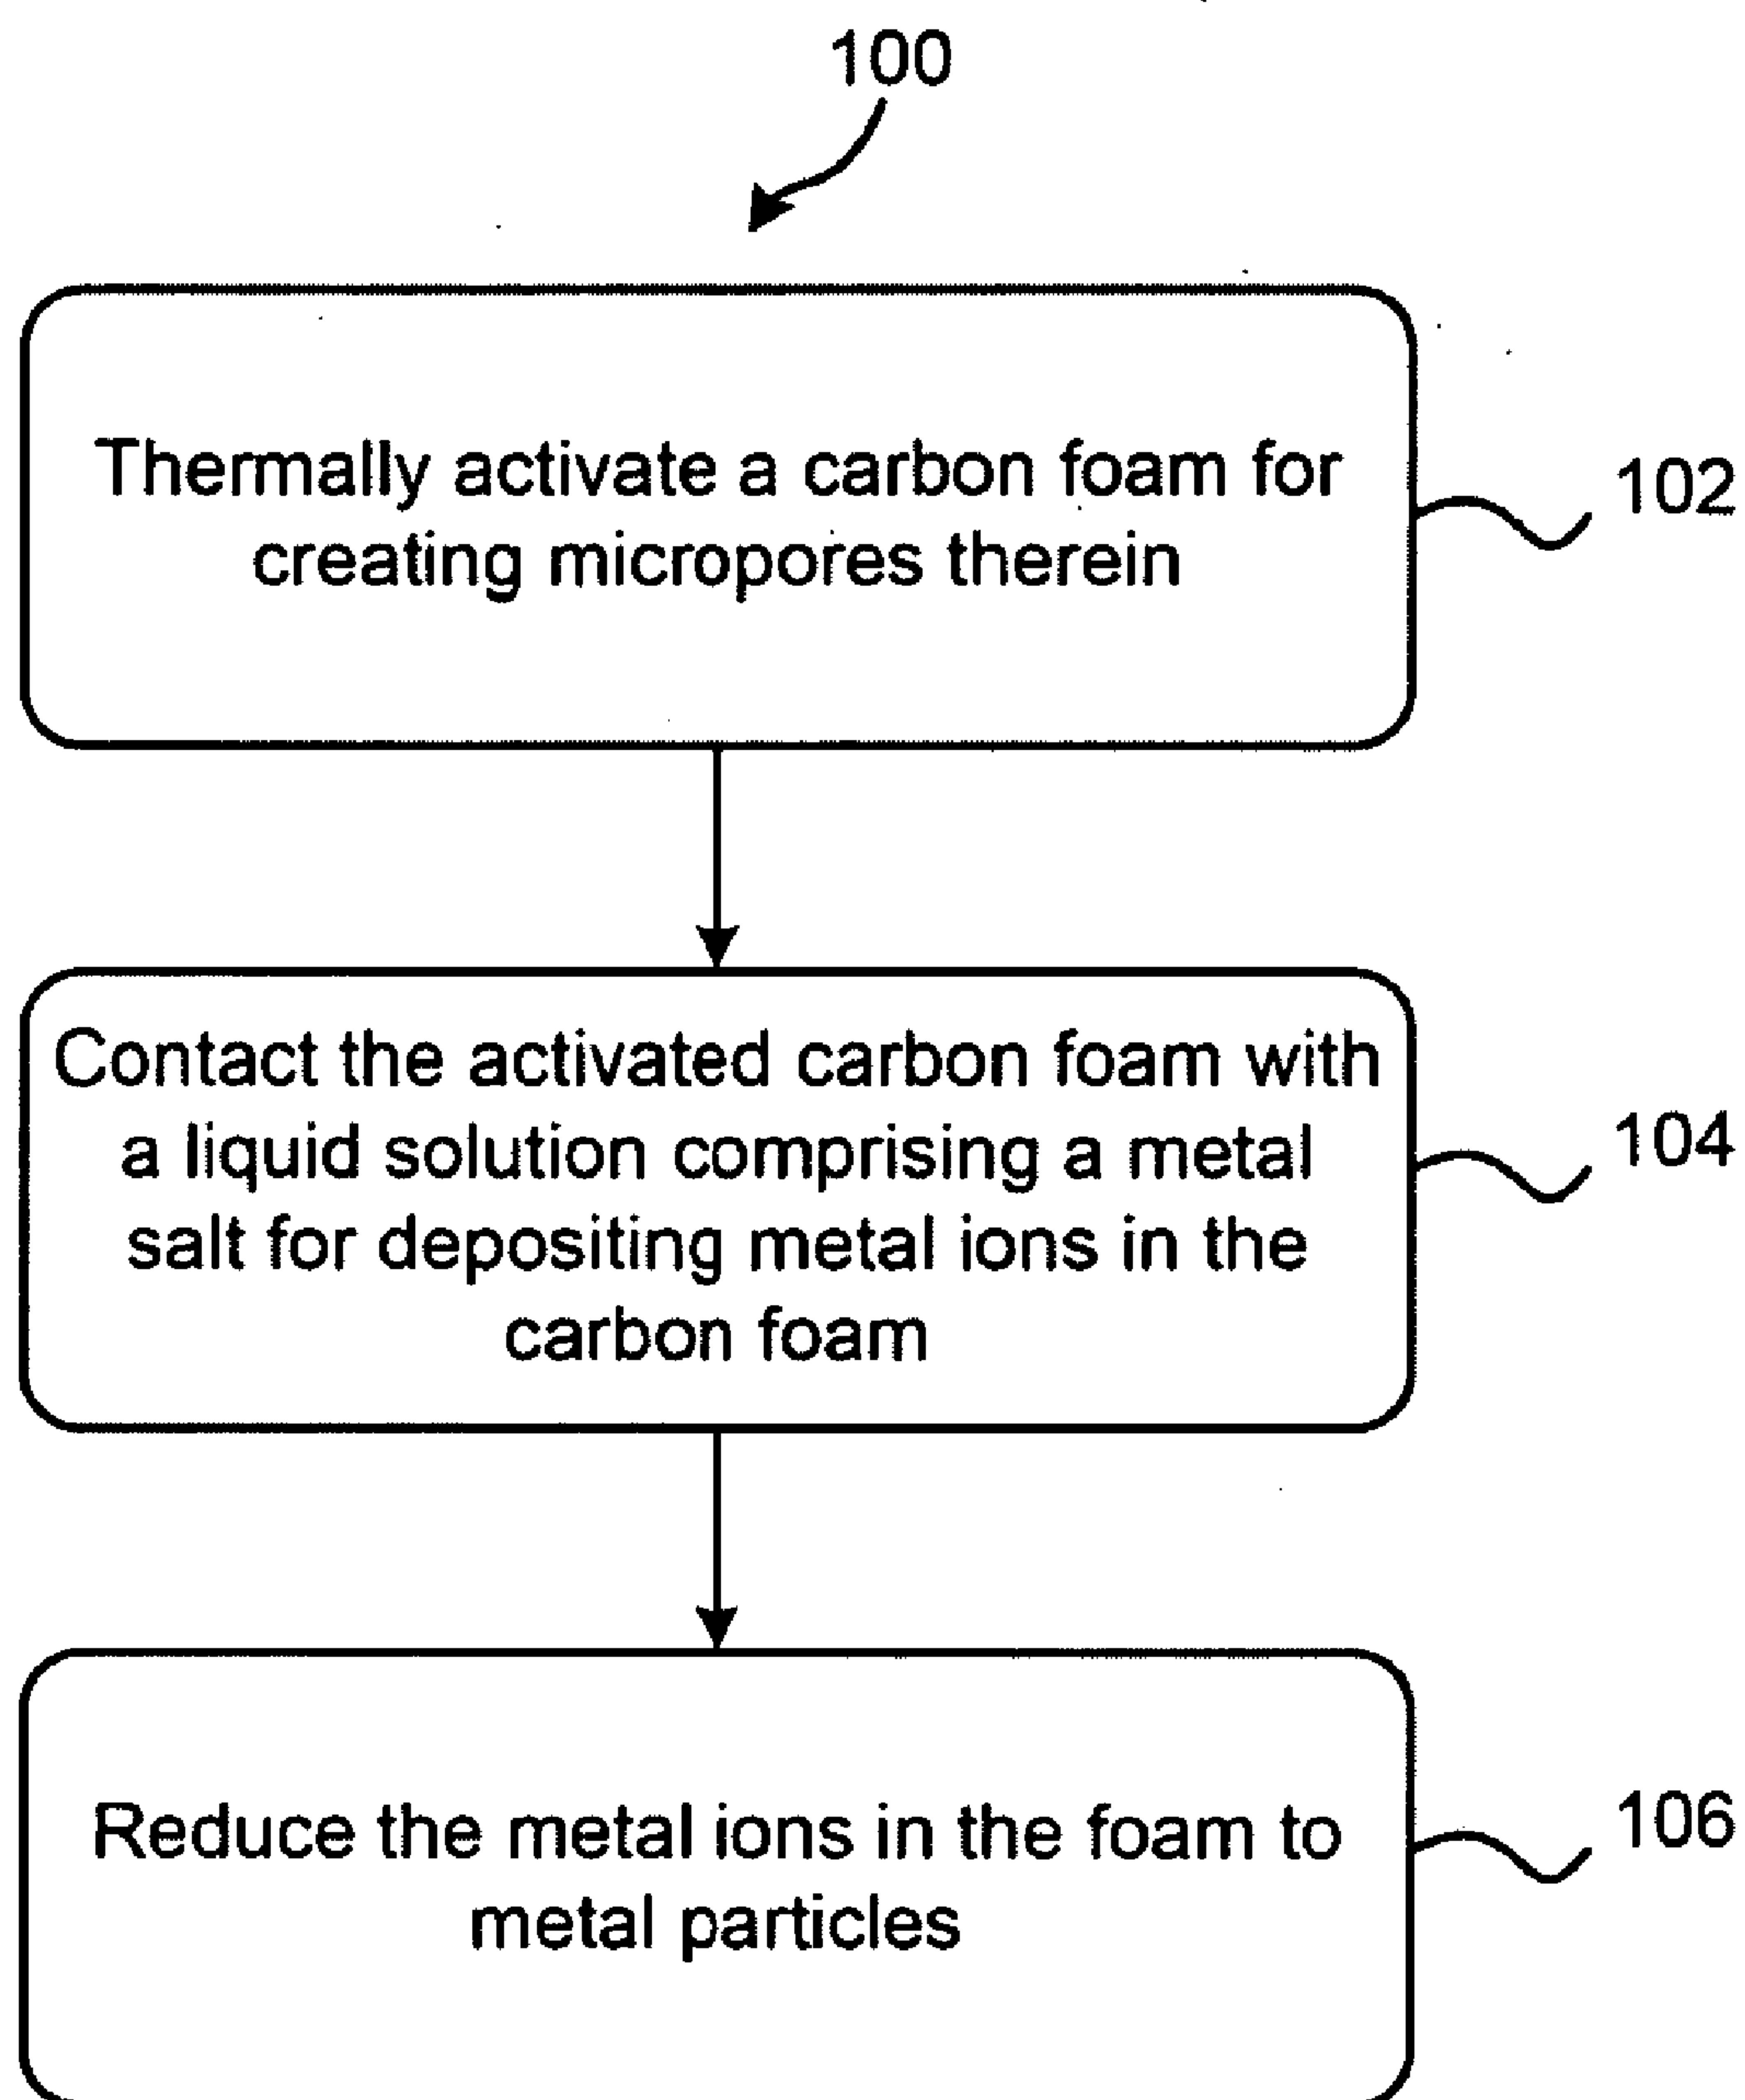 100
Thermally activate a carbon foam for
creating micropores therein
102
Contact the activated carbon foam with
a liquid solution comprising a metal
salt for depositing metal ions in the
carbon foam
104
Reduce the metal ions in the foam to
metal particles
106